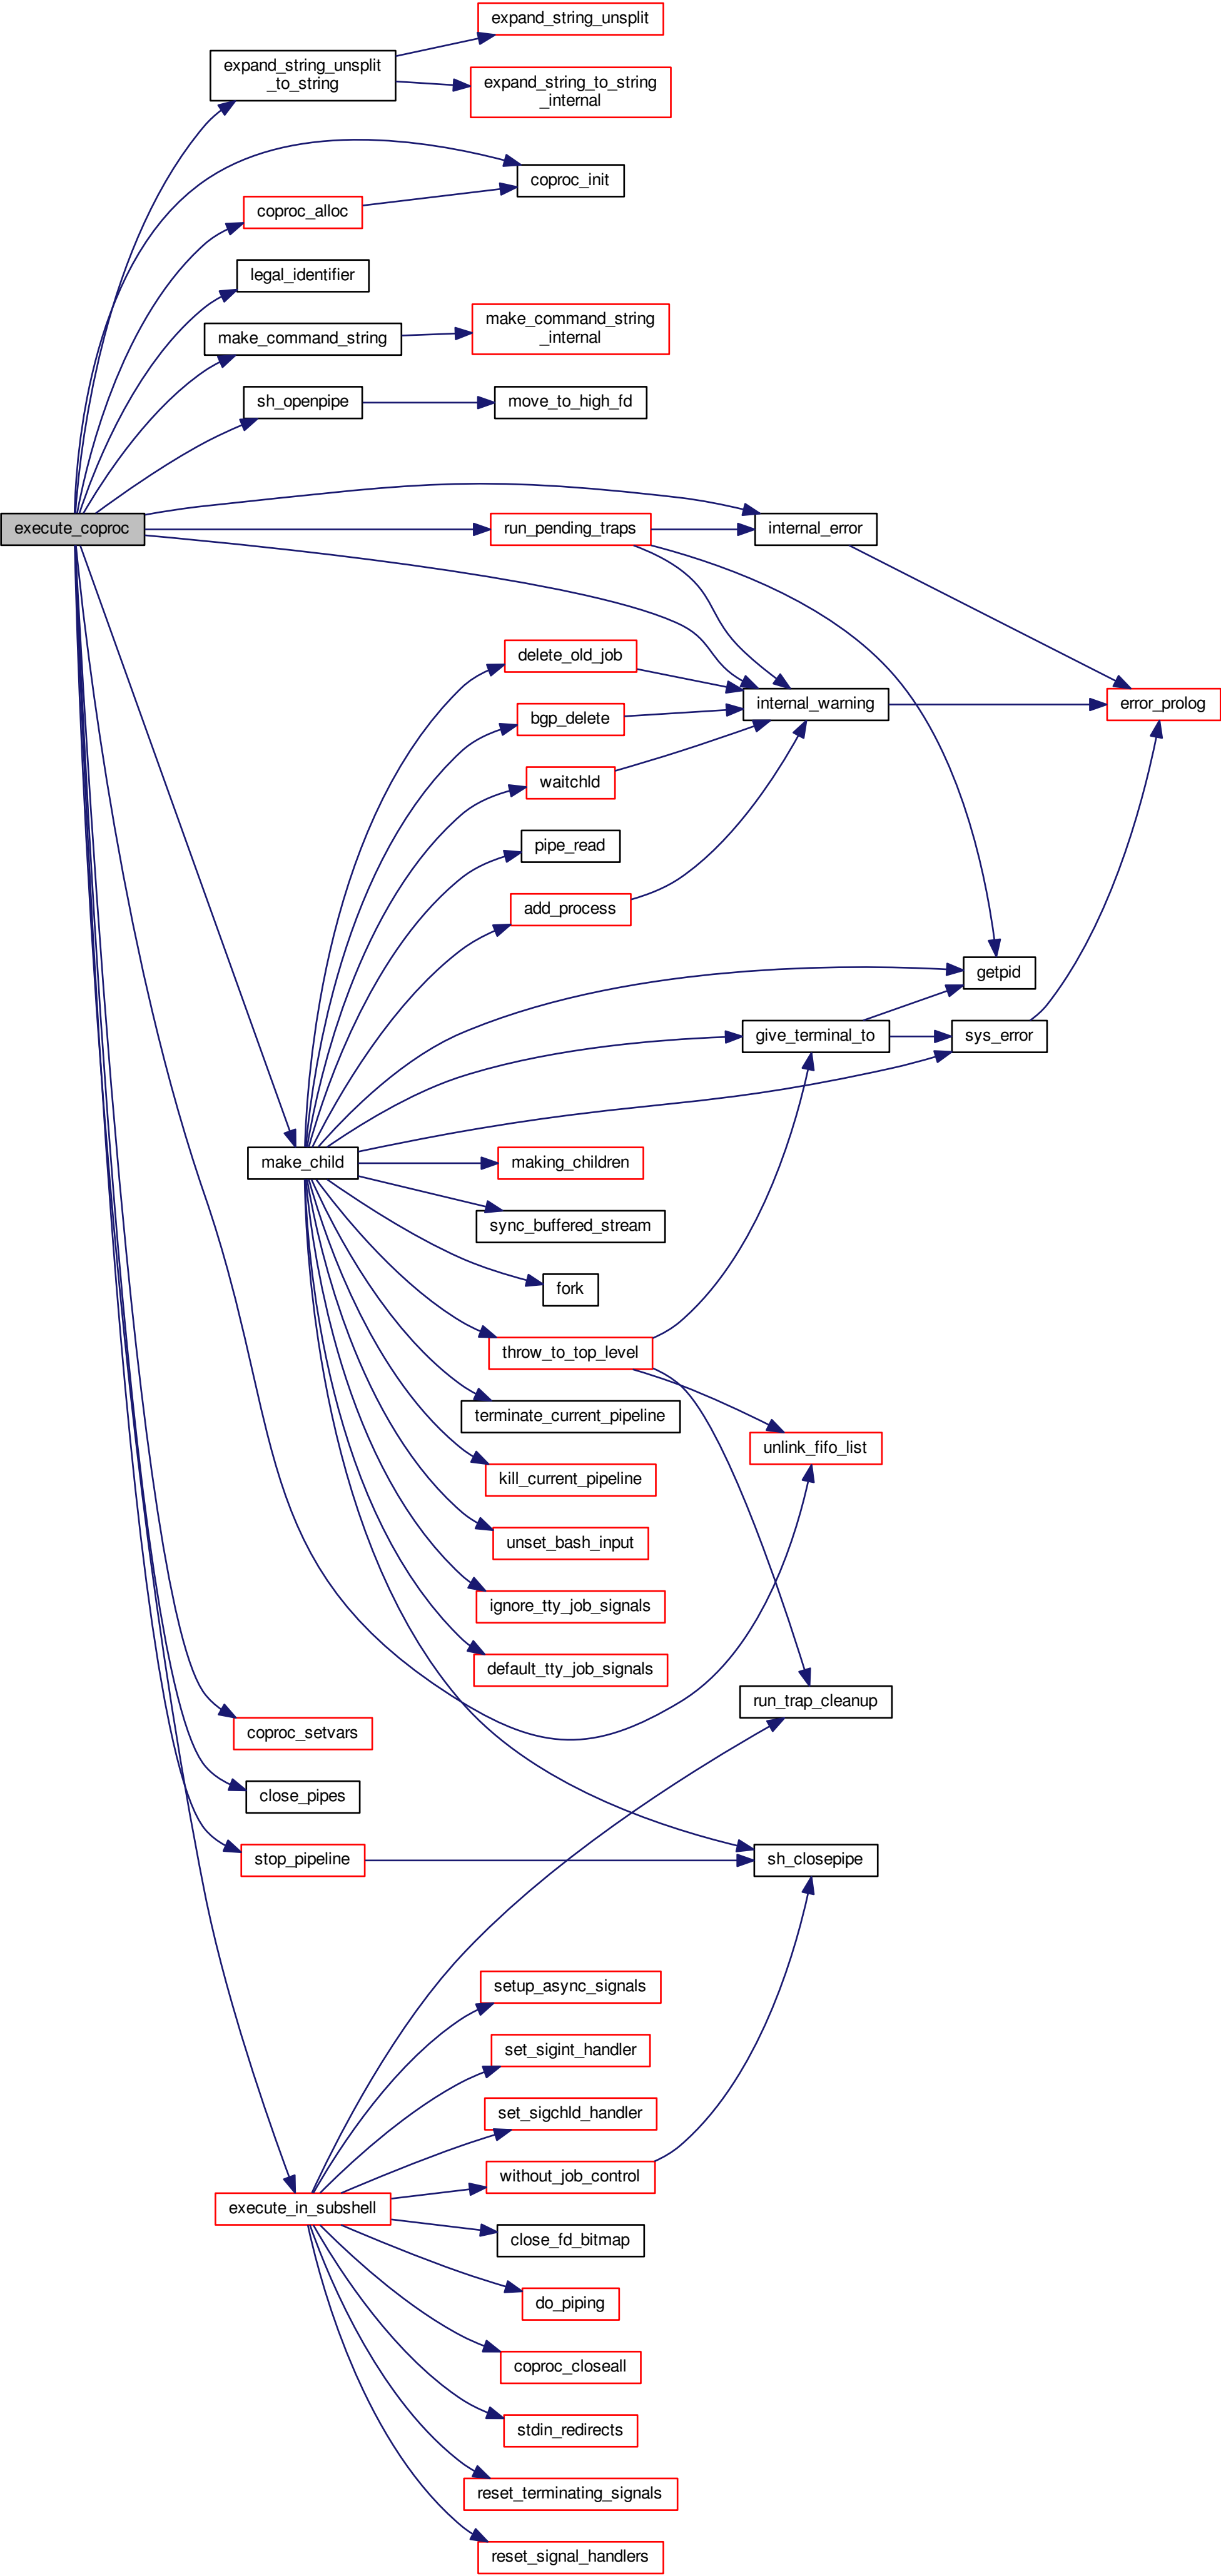 expand_string_unsplit
expand_string_unsplit
_to_string
expand_string_to_string
_internal
coproc_init
coproc_alloc
legal_identifier
make_command_string
_internal
make_command_string
sh_openpipe
move_to_high_fd
execute_coproc
run_pending_traps
internal_error
delete_old_job
internal_warning
error_prolog
bgp_delete
waitchld
pipe_read
add_process
getpid
give_terminal_to
sys_error
make_child
making_children
sync_buffered_stream
fork
throw_to_top_level
terminate_current_pipeline
unlink_fifo_list
kill_current_pipeline
unset_bash_input
ignore_tty_job_signals
default_tty_job_signals
run_trap_cleanup
coproc_setvars
close_pipes
stop_pipeline
sh_closepipe
setup_async_signals
set_sigint_handler
set_sigchld_handler
without_job_control
execute_in_subshell
close_fd_bitmap
do_piping
coproc_closeall
stdin_redirects
reset_terminating_signals
reset_signal_handlers